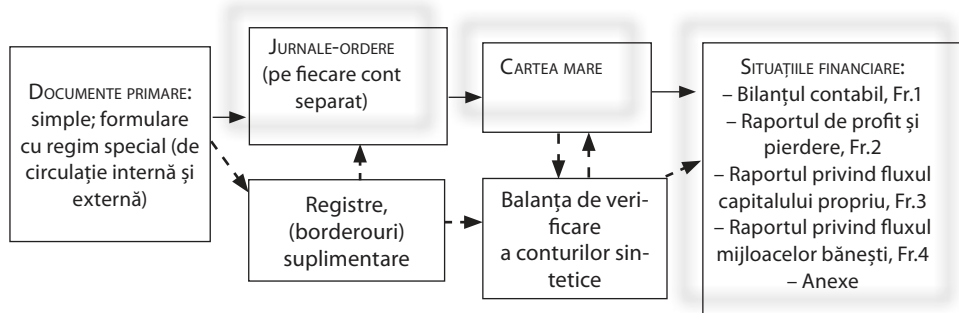 DOCUMENTE PRIMARE:
simple; formulare
cu regim special (de
circulație internă și
externă)
JURNALE-ORDERE
(pe fiecare cont
separat)
Registre,
(borderouri)
suplimentare
CARTEA MARE
Balanța de veri-
ficare
a conturilor sin-
tetice
SITUAȚIILE FINANCIARE:
– Bilanțul contabil, Fr.1
– Raportul de profit și
pierdere, Fr.2
– Raportul privind fluxul
capitalului propriu, Fr.3
– Raportul privind fluxul
mijloacelor bănești, Fr.4
– Anexe